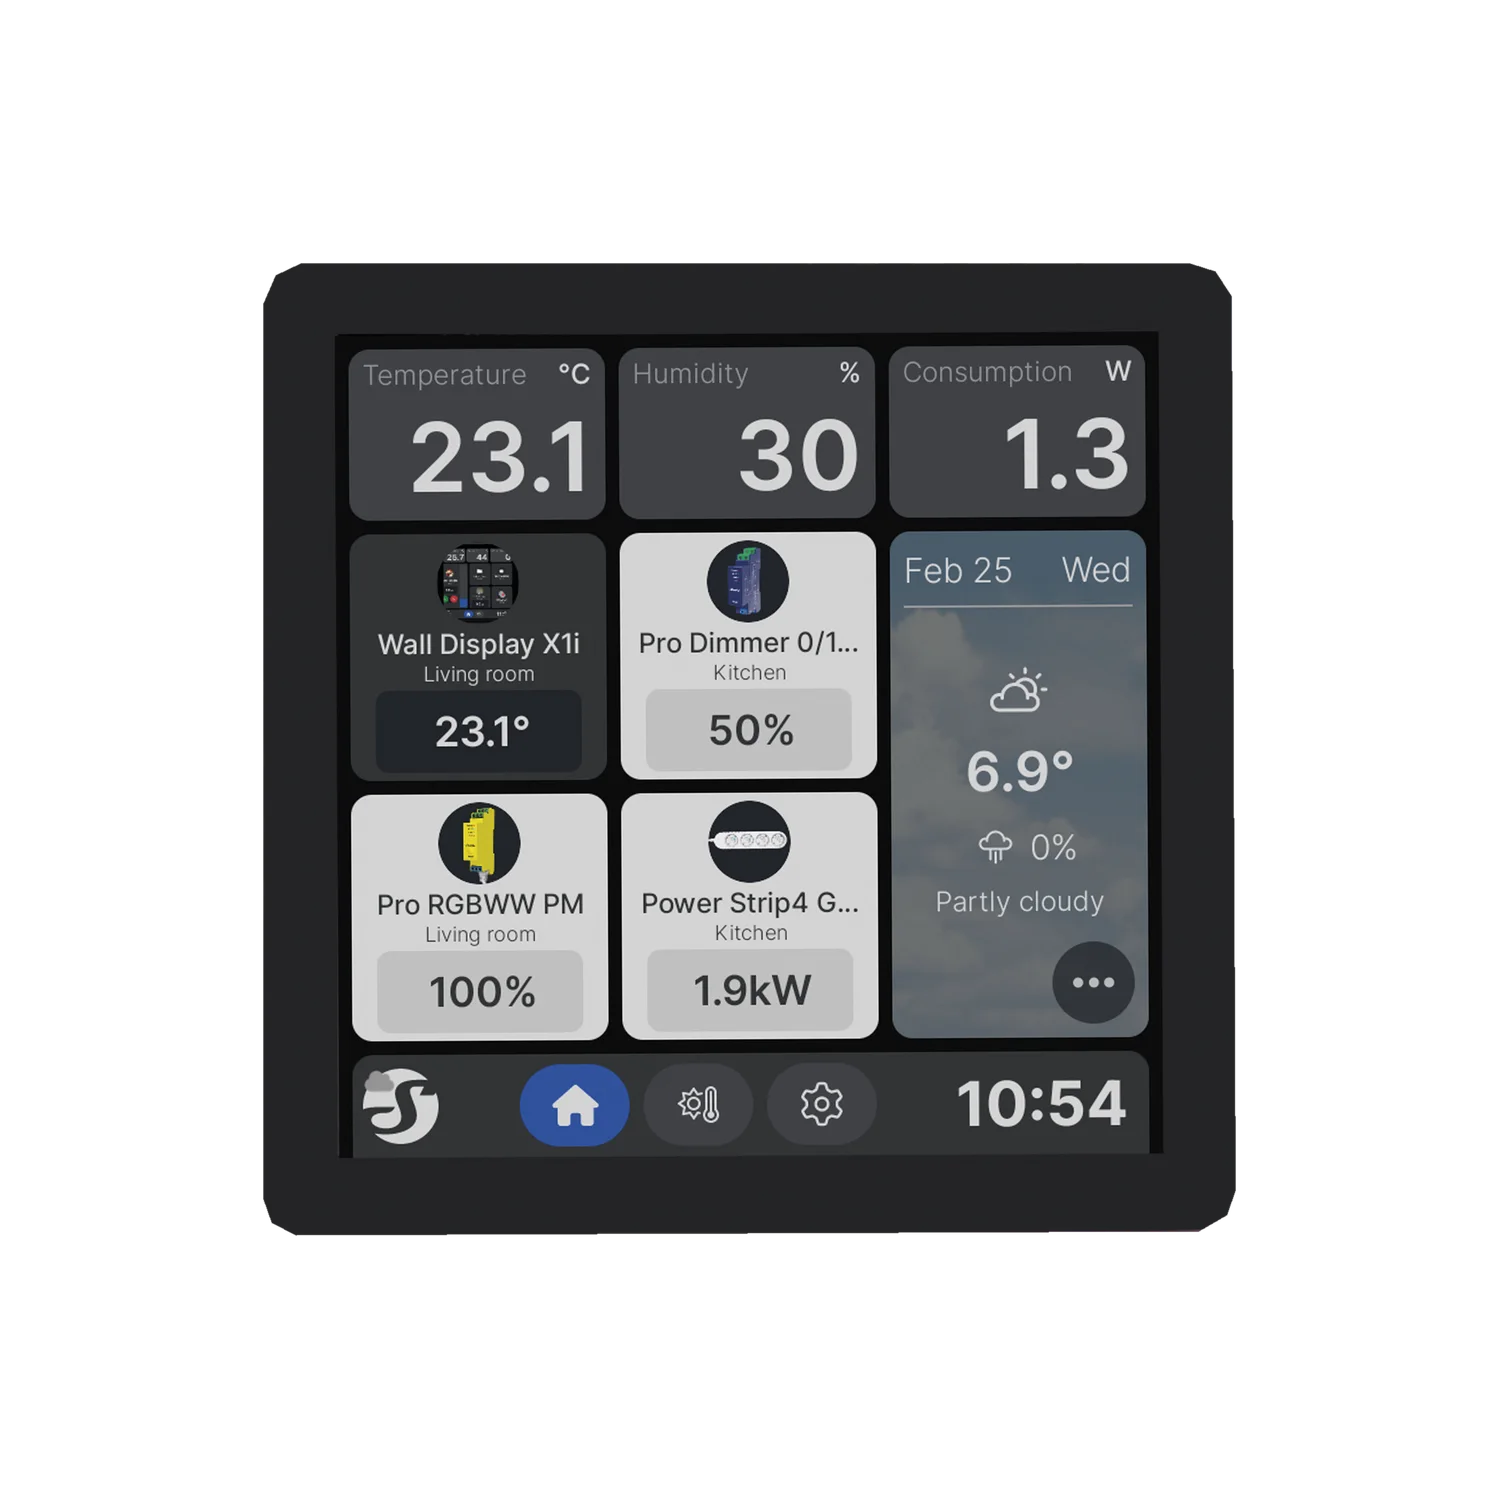 Temperature °C
23.1
Humidity %
30
Consumption W
1.3
Wall Display X1i
Living room
23.1°
Pro Dimmer 0/1...
Kitchen
50%
Feb 25 Wed
6.9°
0%
Partly cloudy
Pro RGBWW PM
Living room
100%
Power Strip4 G...
Kitchen
1.9kW
10:54